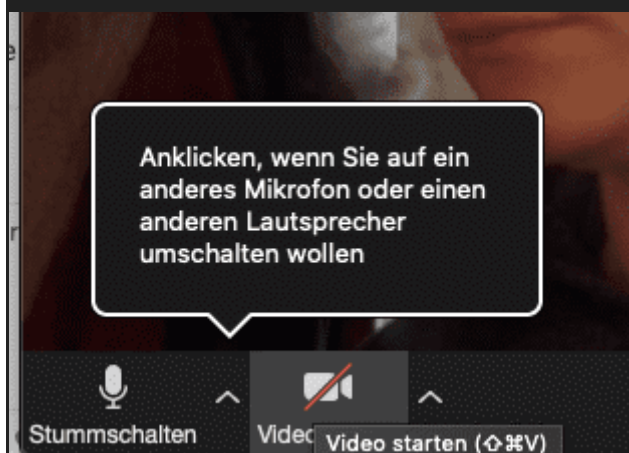 Anklicken, wenn Sie auf ein
anderes Mikrofon oder einen
anderen Lautsprecher
umschalten wollen
Stummschalten
Video starten (⇧⌘V)